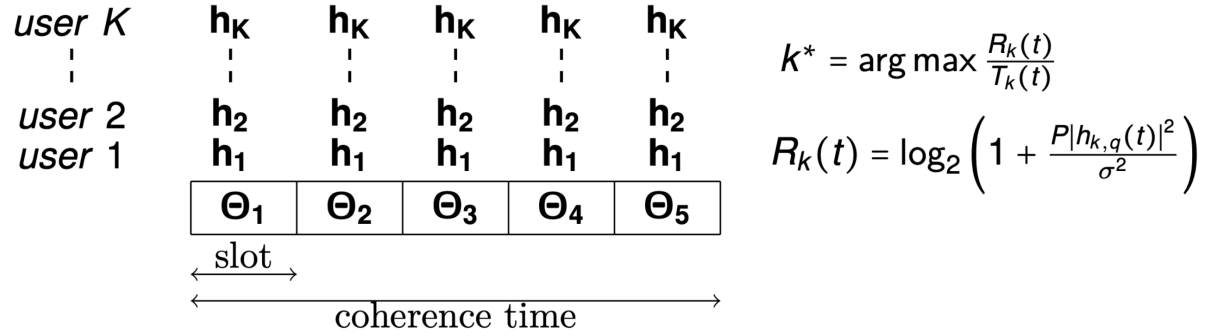 user K h_K h_K h_K h_K h_K
user 2 h_2 h_2 h_2 h_2 h_2
user 1 h_1 h_1 h_1 h_1 h_1
Θ_1 Θ_2 Θ_3 Θ_4 Θ_5
slot
coherence time
k* = arg max R_k(t)/T_k(t)
R_k(t) = log_2 (1 + P|h_{k,q}(t)|^2/σ^2)